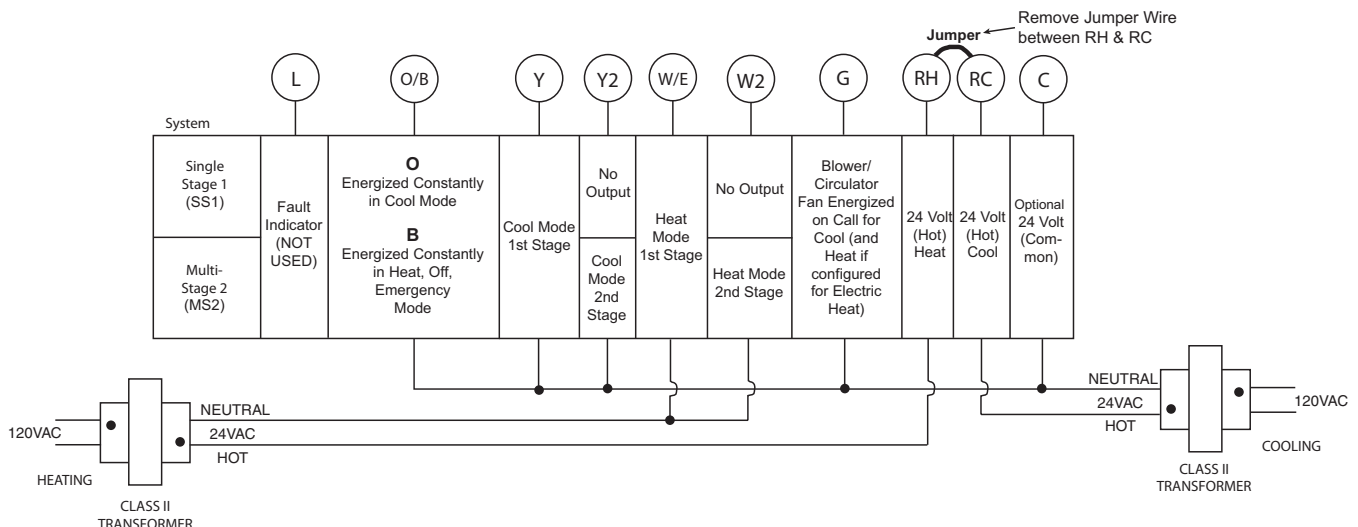 Remove Jumper Wire
between RH & RC
Jumper
L
O/B
Y
Y2
W/E
W2
G
RH
RC
C
System
Single
Stage 1
(SS1)
Multi-
Stage 2
(MS2)
Fault
Indicator
(NOT
USED)
O
Energized Constantly
in Cool Mode
B
Energized Constantly
in Heat, Off,
Emergency
Mode
Cool Mode
1st Stage
No
Output
Cool
Mode
2nd
Stage
Heat
Mode
1st Stage
No Output
Heat Mode
2nd Stage
Blower/
Circulator
Fan Energized
on Call for
Cool (and
Heat if
configured
for Electric
Heat)
24 Volt
(Hot)
Heat
24 Volt
(Hot)
Cool
Optional
24 Volt
(Com-
mon)
120VAC
HEATING
NEUTRAL
24VAC
HOT
CLASS II
TRANSFORMER
NEUTRAL
24VAC
HOT
120VAC
COOLING
CLASS II
TRANSFORMER